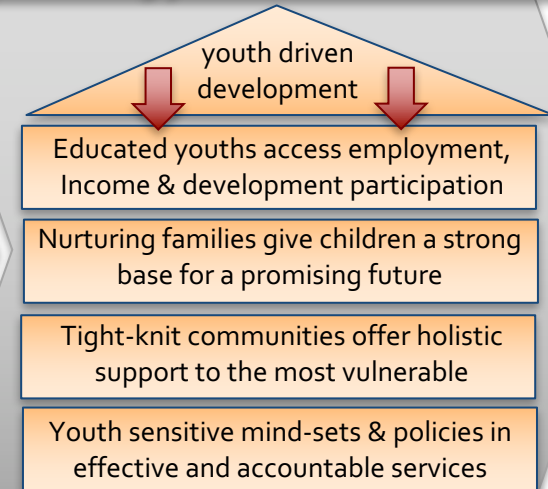 youth driven
development
Educated youths access employment,
Income & development participation
Nurturing families give children a strong
base for a promising future
Tight-knit communities offer holistic
support to the most vulnerable
Youth sensitive mind-sets & policies in
effective and accountable services